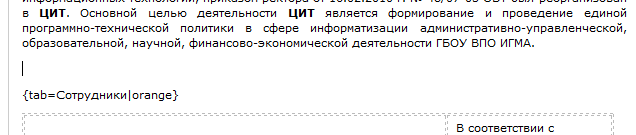 в ЦИТ. Основной целью деятельности ЦИТ является формирование и проведение единой
программно-технической политики в сфере информатизации административно-управленческой,
образовательной, научной, финансово-экономической деятельности ГБОУ ВПО ИГМА.
{tab=Сотрудники|orange}
В соответствии с